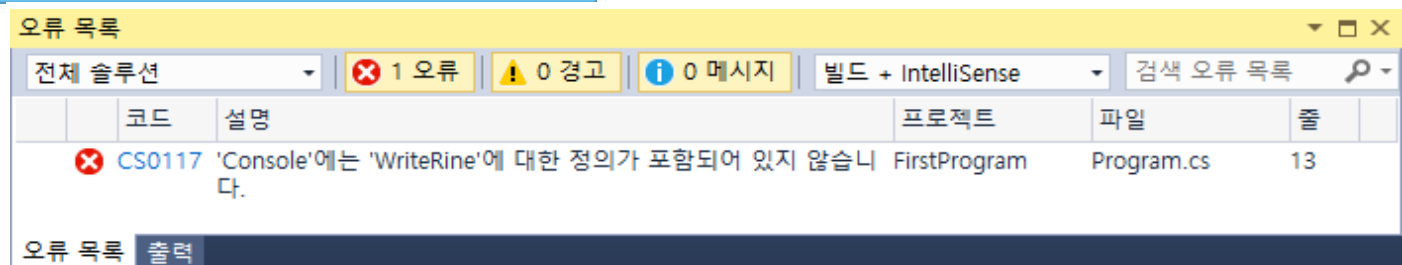 오류 목록
전체 솔루션 1 오류 0 경고 0 메시지 빌드 + IntelliSense 검색 오류 목록
코드 설명 프로젝트 파일 줄
CS0117 'Console'에는 'WriteRine'에 대한 정의가 포함되어 있지 않습니 FirstProgram Program.cs 13
다.
오류 목록 출력